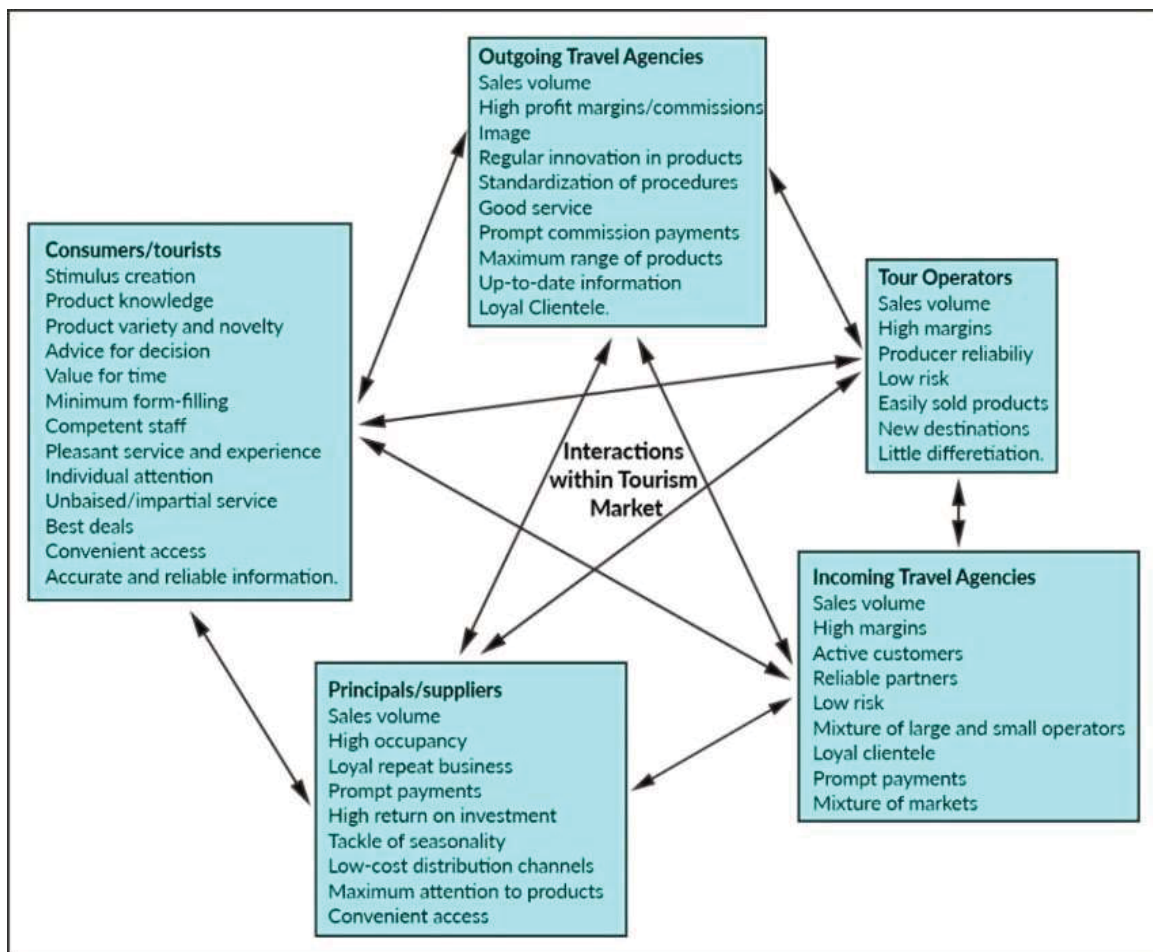 Outgoing Travel Agencies
Sales volume
High profit margins/commissions
Image
Regular innovation in products
Standardization of procedures
Good service
Prompt commission payments
Maximum range of products
Up-to-date information
Loyal Clientele.
Consumers/tourists
Stimulus creation
Product knowledge
Product variety and novelty
Advice for decision
Value for time
Minimum form-filling
Competent staff
Pleasant service and experience
Individual attention
Unbaised/impartial service
Best deals
Convenient access
Accurate and reliable information.
Tour Operators
Sales volume
High margins
Producer reliabiliy
Low risk
Easily sold products
New destinations
Little differetiation.
Interactions
within Tourism
Market
Incoming Travel Agencies
Sales volume
High margins
Active customers
Reliable partners
Low risk
Mixture of large and small operators
Loyal clientele
Prompt payments
Mixture of markets
Principals/suppliers
Sales volume
High occupancy
Loyal repeat business
Prompt payments
High return on investment
Tackle of seasonality
Low-cost distribution channels
Maximum attention to products
Convenient access